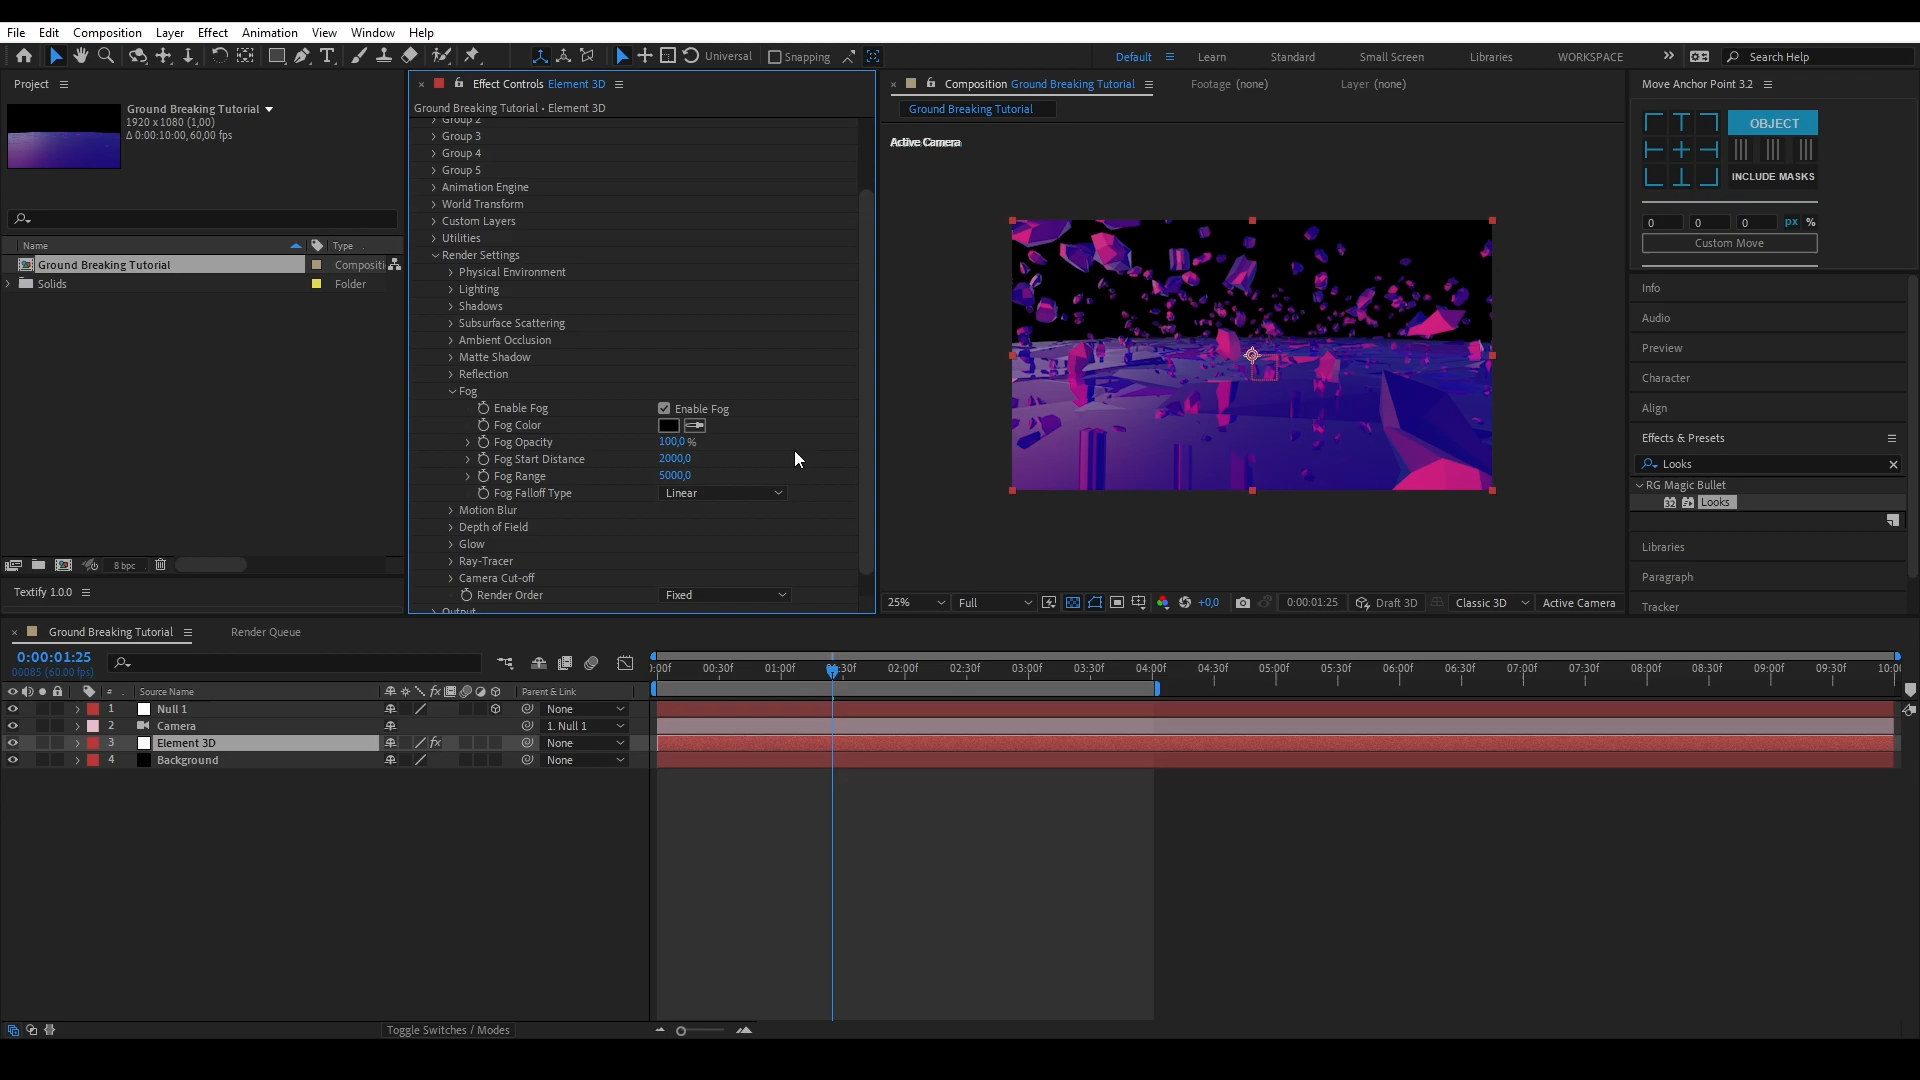 File Edit Composition Layer Effect Animation View Window Help
Universal Snapping Default Learn Standard Small Screen Libraries WORKSPACE Search Help
Project
Ground Breaking Tutorial
1920 x 1080 (1,00)
Δ 0:00:10:00, 60,00 fps
Name Type
Ground Breaking Tutorial Compositi
Solids Folder
8 bpc
Textify 1.0.0
Effect Controls Element 3D
Ground Breaking Tutorial • Element 3D
Group 2
Group 3
Group 4
Group 5
Animation Engine
World Transform
Custom Layers
Utilities
Render Settings
Physical Environment
Lighting
Shadows
Subsurface Scattering
Ambient Occlusion
Matte Shadow
Reflection
Fog
Enable Fog Enable Fog
Fog Color
Fog Opacity 100,0 %
Fog Start Distance 2000,0
Fog Range 5000,0
Fog Falloff Type Linear
Motion Blur
Depth of Field
Glow
Ray-Tracer
Camera Cut-off
Render Order Fixed
Output
Composition Ground Breaking Tutorial Footage (none) Layer (none)
Ground Breaking Tutorial
Active Camera
25% Full +0,0 0:00:01:25 Draft 3D Classic 3D Active Camera
Move Anchor Point 3.2
OBJECT
INCLUDE MASKS
0 0 0 px %
Custom Move
Info
Audio
Preview
Character
Align
Effects & Presets
Looks
RG Magic Bullet
32 Looks
Libraries
Paragraph
Tracker
Ground Breaking Tutorial Render Queue
0:00:01:25
00085 (60.00 fps)
):00f 00:30f 01:00f 01:30f 02:00f 02:30f 03:00f 03:30f 04:00f 04:30f 05:00f 05:30f 06:00f 06:30f 07:00f 07:30f 08:00f 08:30f 09:00f 09:30f 10:0
# Source Name fx Parent & Link
1 Null 1 None
2 Camera 1. Null 1
3 Element 3D fx None
4 Background None
Toggle Switches / Modes